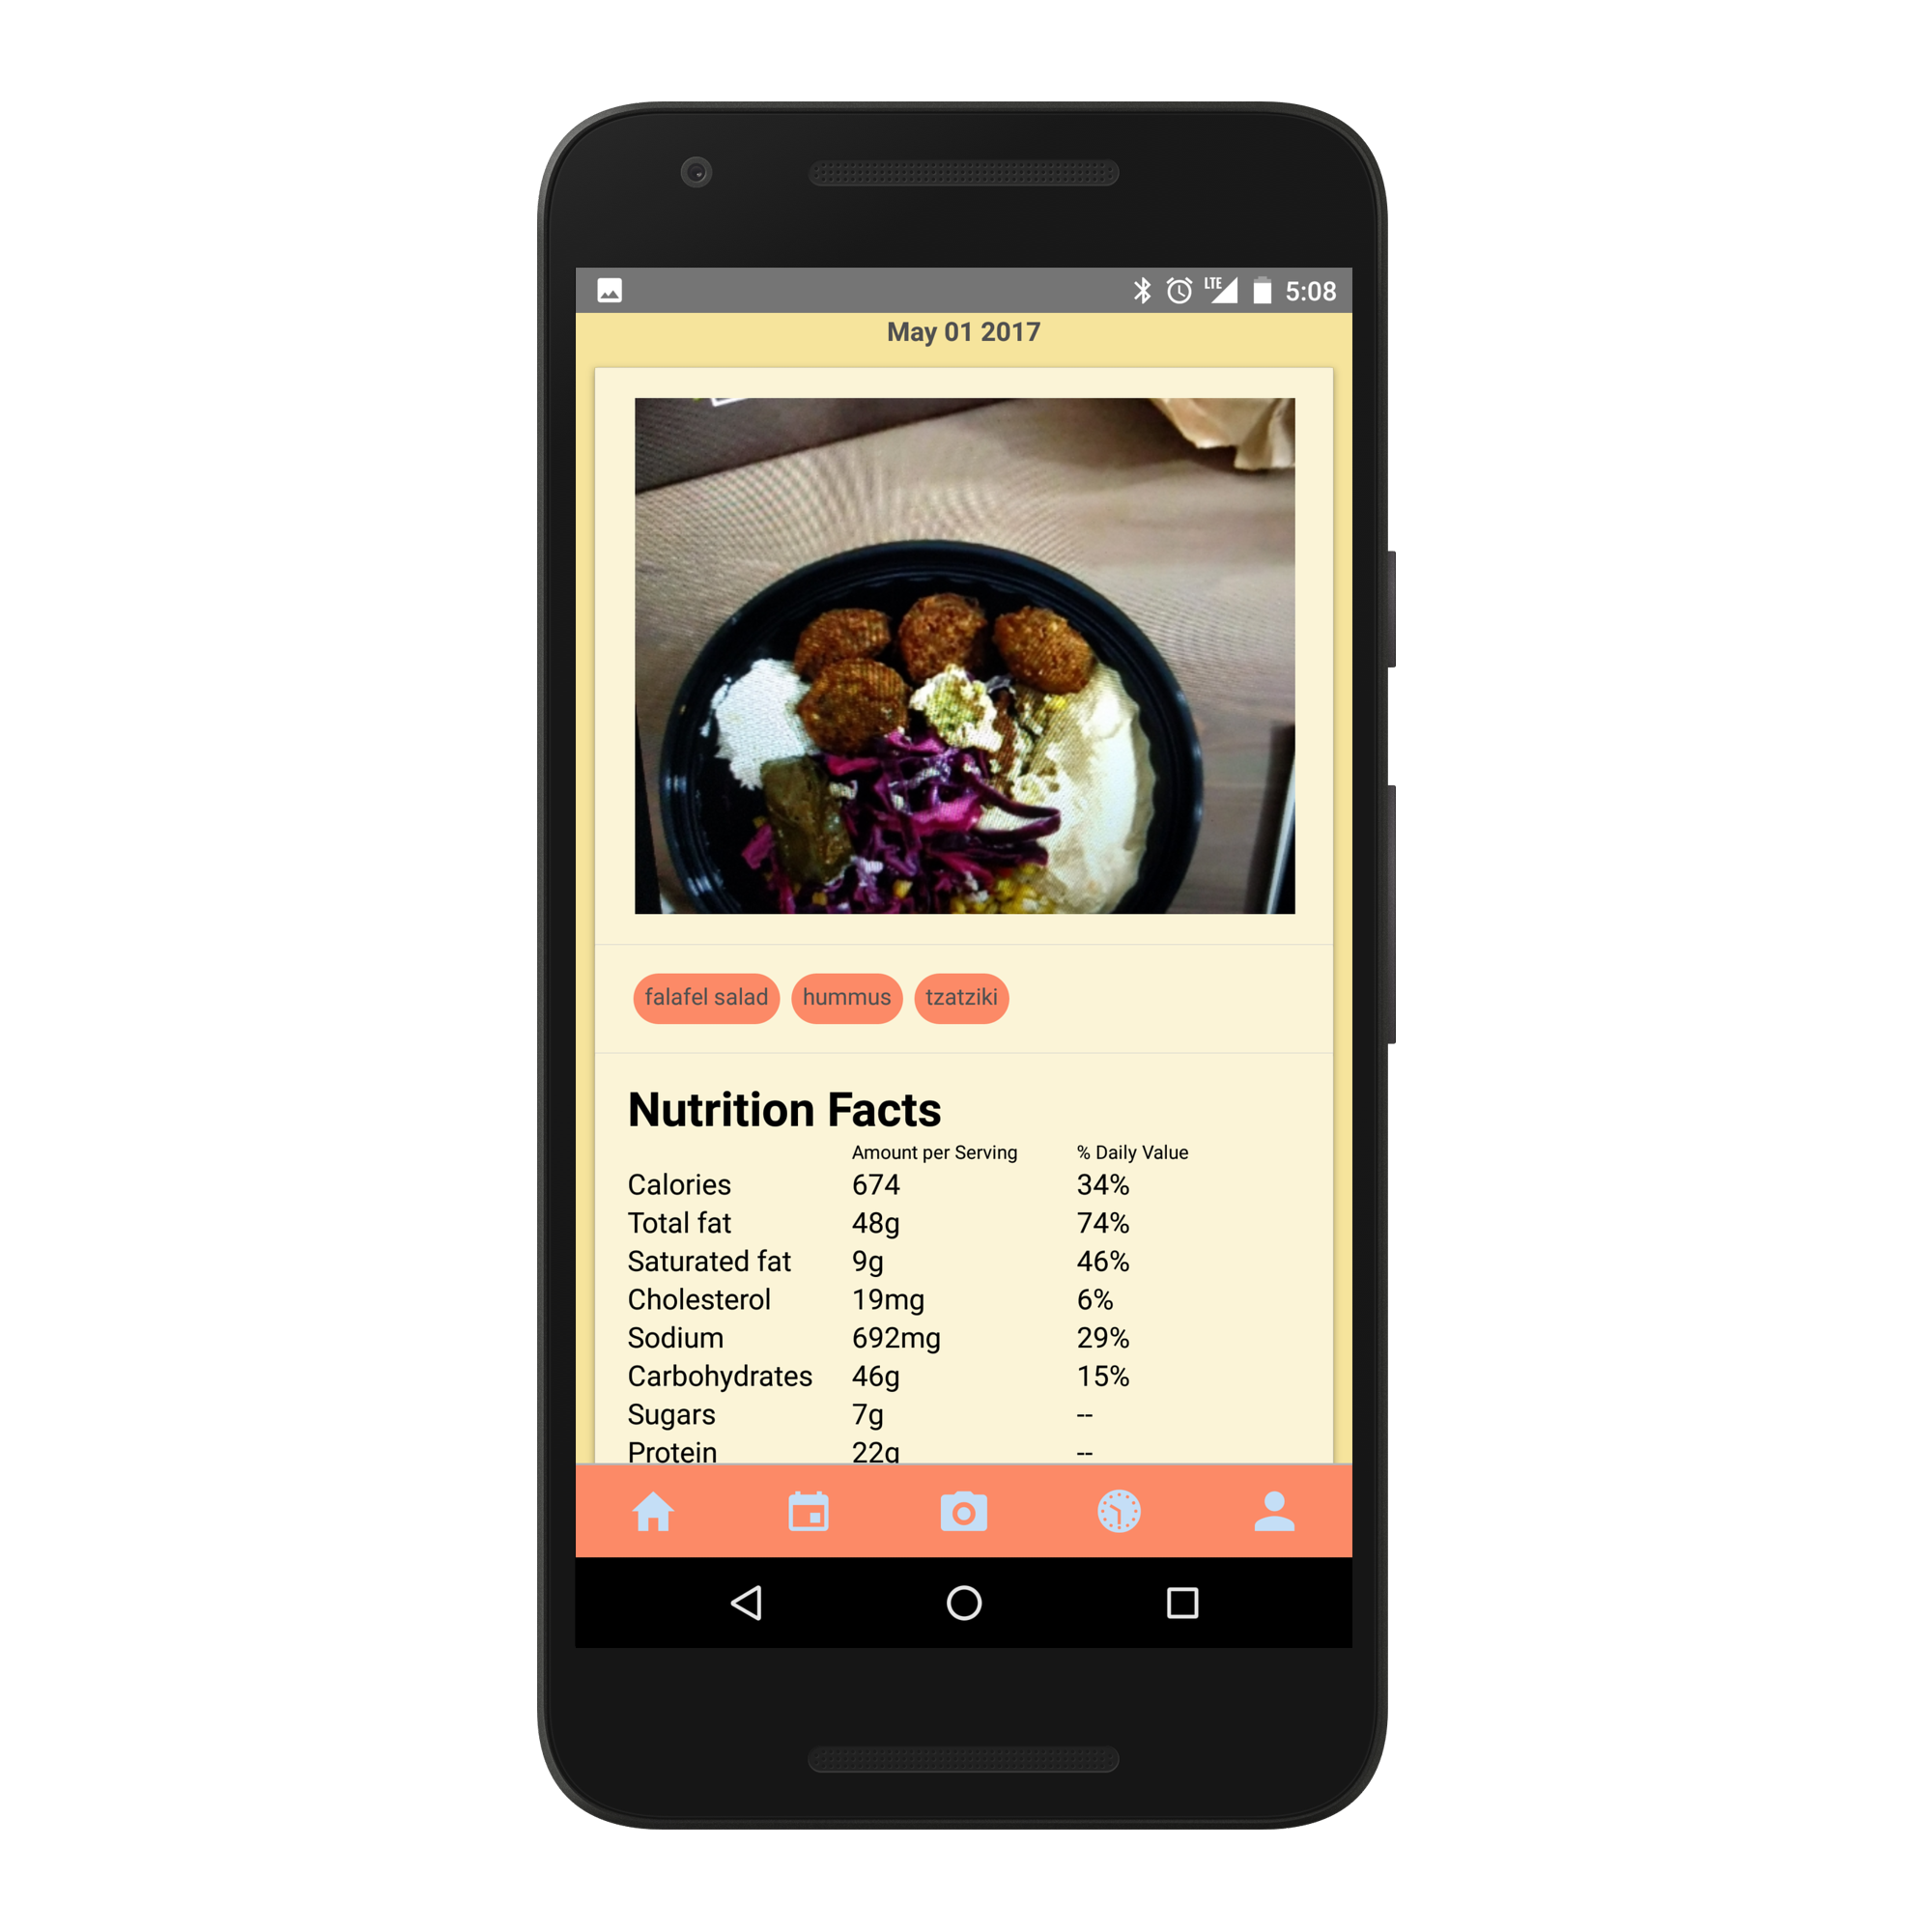 LTE 5:08
May 01 2017
falafel salad hummus tzatziki
Nutrition Facts
Amount per Serving % Daily Value
Calories 674 34%
Total fat 48g 74%
Saturated fat 9g 46%
Cholesterol 19mg 6%
Sodium 692mg 29%
Carbohydrates 46g 15%
Sugars 7g --
Protein 22g --